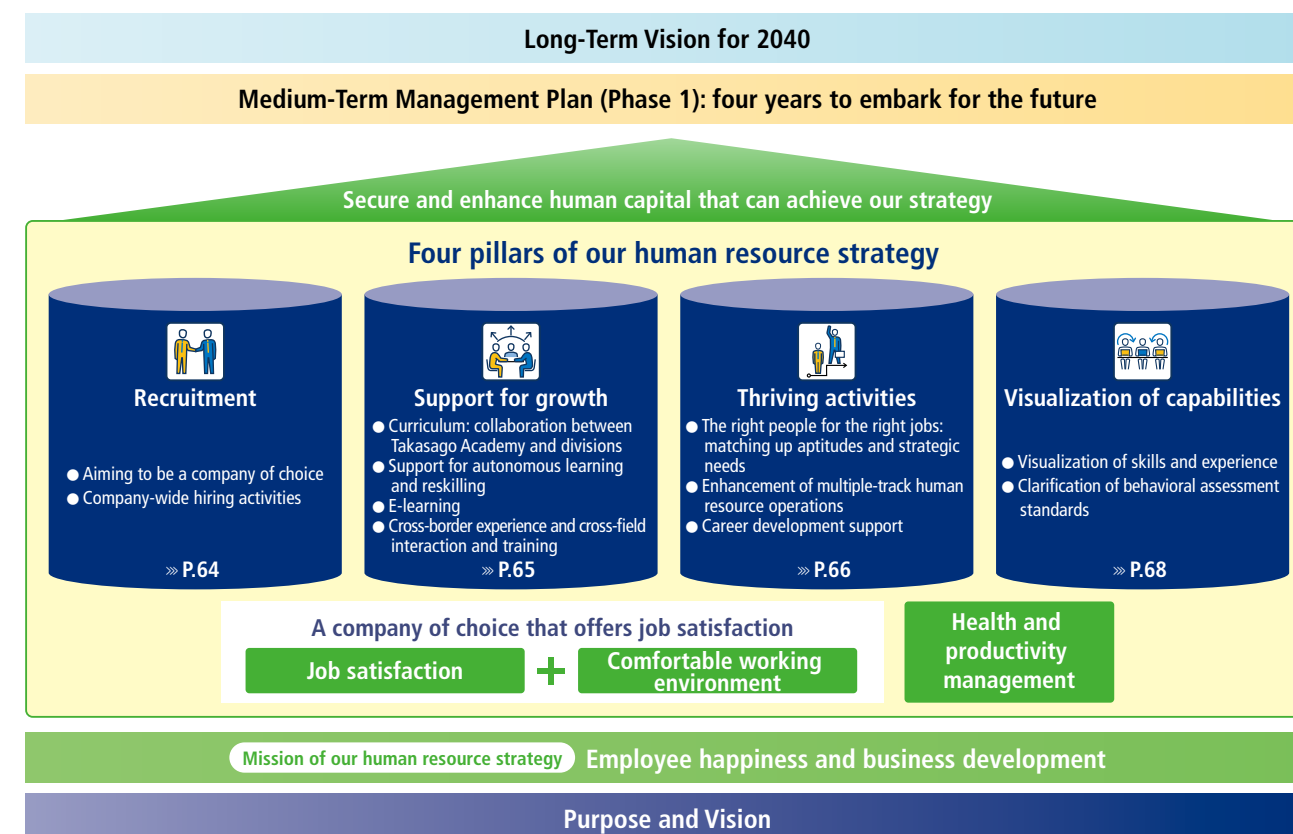 Long-Term Vision for 2040
Medium-Term Management Plan (Phase 1): four years to embark for the future
Secure and enhance human capital that can achieve our strategy
Four pillars of our human resource strategy
Recruitment
● Aiming to be a company of choice
● Company-wide hiring activities
»» P.64
Support for growth
● Curriculum: collaboration between
Takasago Academy and divisions
● Support for autonomous learning
and reskilling
● E-learning
● Cross-border experience and cross-field
interaction and training
»» P.65
Thriving activities
● The right people for the right jobs:
matching up aptitudes and strategic
needs
● Enhancement of multiple-track human
resource operations
● Career development support
»» P.66
Visualization of capabilities
● Visualization of skills and experience
● Clarification of behavioral assessment
standards
»» P.68
A company of choice that offers job satisfaction
Job satisfaction
+
Comfortable working
environment
Health and
productivity
management
Mission of our human resource strategy Employee happiness and business development
Purpose and Vision